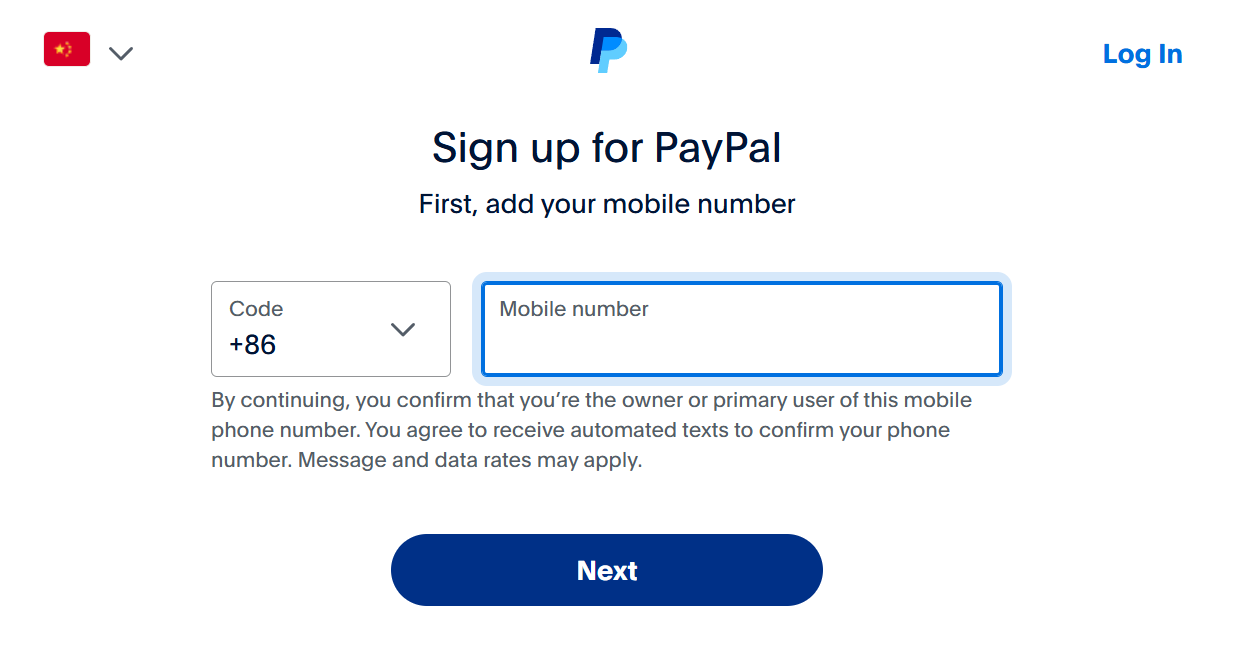 Log In
Sign up for PayPal
First, add your mobile number
Code
+86
Mobile number
By continuing, you confirm that you’re the owner or primary user of this mobile
phone number. You agree to receive automated texts to confirm your phone
number. Message and data rates may apply.
Next